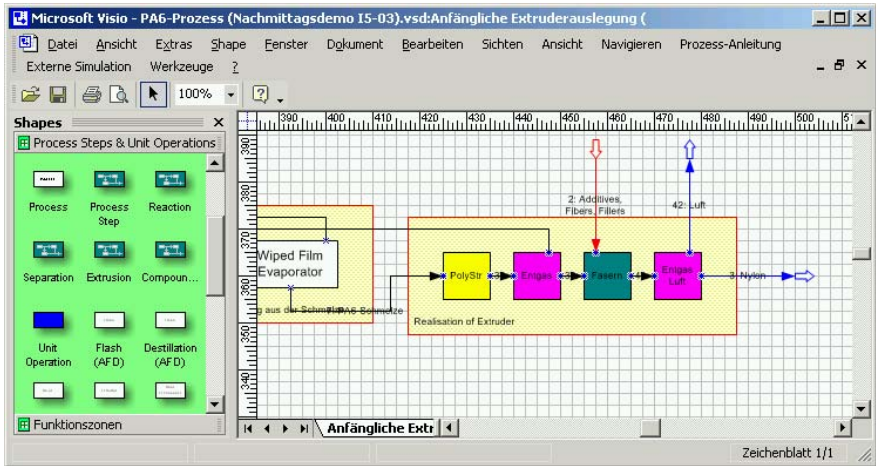 Microsoft Visio - PA6-Prozess (Nachmittagsdemo I5-03).vsd:Anfängliche Extruderauslegung (
Datei Ansicht Extras Shape Fenster Dokument Bearbeiten Sichten Ansicht Navigieren Prozess-Anleitung
Externe Simulation Werkzeuge ?
100%
Shapes
Process Steps & Unit Operations
Process
Process Step
Reaction
Separation
Extrusion
Compoun...
Unit Operation
Flash (AFD)
Destillation (AFD)
Funktionszonen
390 400 410 420 430 440 450 460 470 480 490 500
390
380
370
360
350
340
2: Additives,
Fibers, Fillers
42: Luft
Wiped Film
Evaporator
PolyStr
Entgas
Fasern
Entgas
Luft
3: Nylon
g aus der Schmelze
PA6-Schmelze
Realisation of Extruder
Anfängliche Extr
Zeichenblatt 1/1